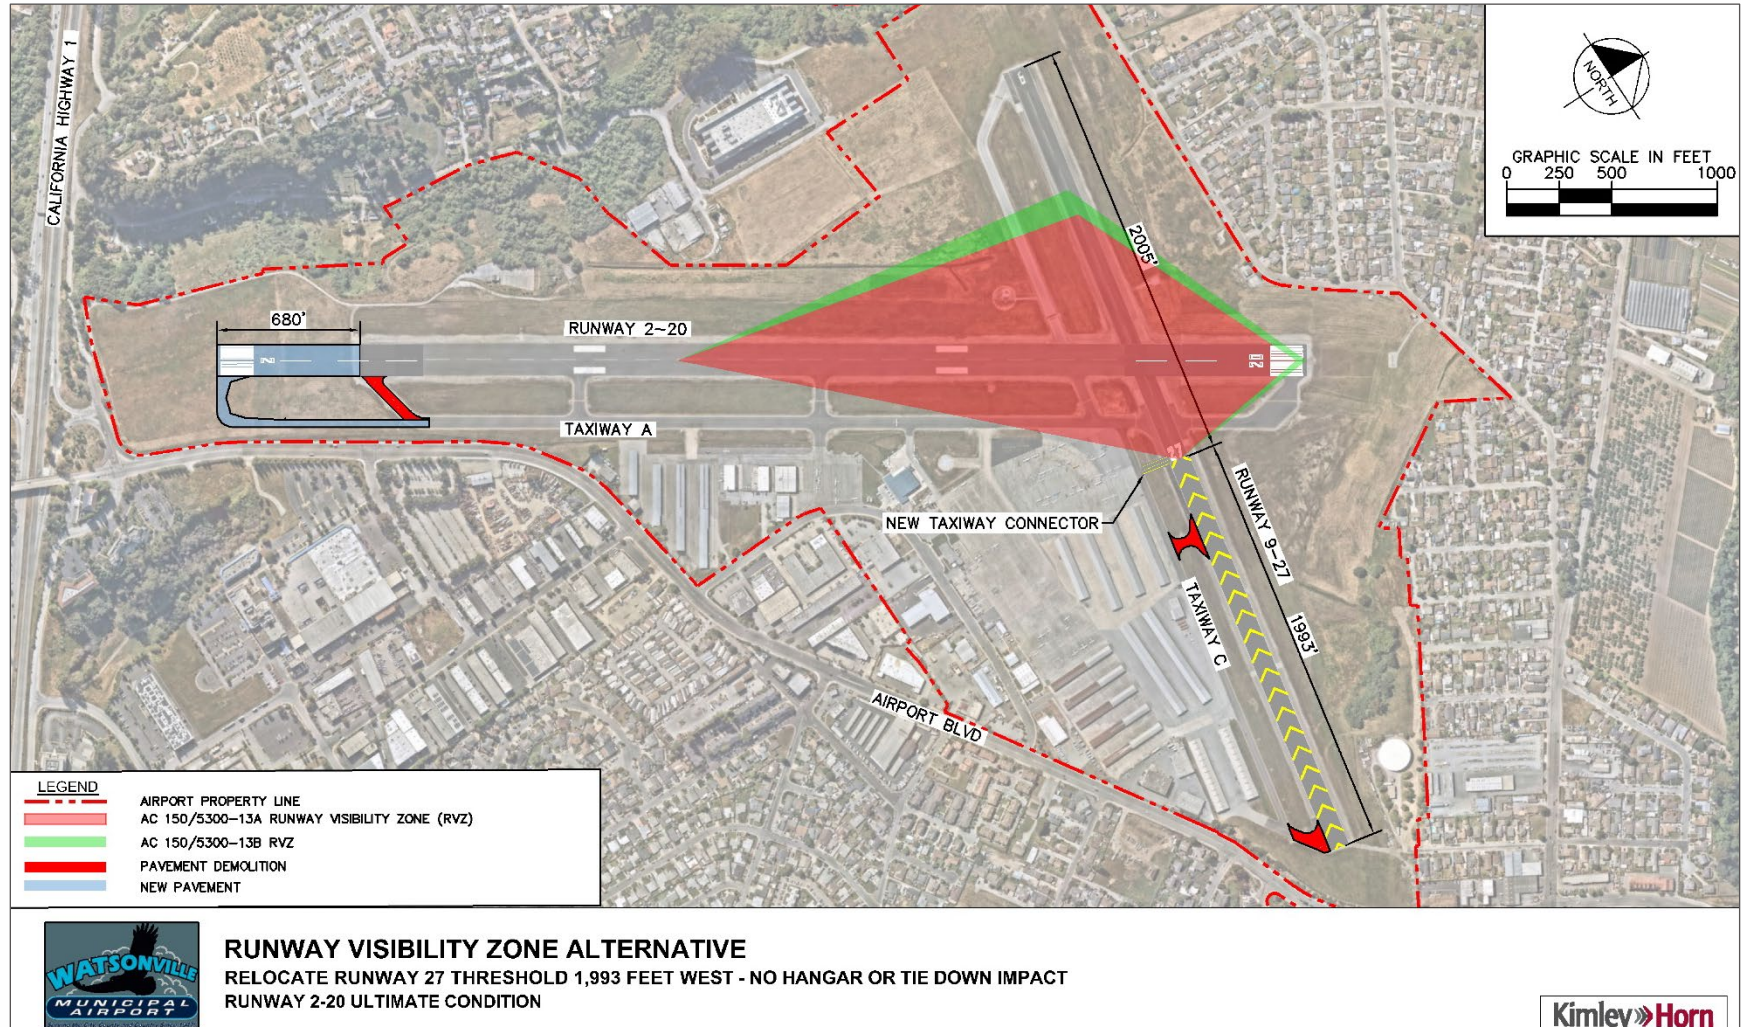 CALIFORNIA HIGHWAY 1
NORTH
GRAPHIC SCALE IN FEET
0 250 500 1000
9
2005'
680'
RUNWAY 2~20
2
20
TAXIWAY A
27
NEW TAXIWAY CONNECTOR
RUNWAY 9~27
TAXIWAY C
1993'
AIRPORT BLVD
LEGEND
AIRPORT PROPERTY LINE
AC 150/5300-13A RUNWAY VISIBILITY ZONE (RVZ)
AC 150/5300-13B RVZ
PAVEMENT DEMOLITION
NEW PAVEMENT
WATSONVILLE
MUNICIPAL
AIRPORT
RUNWAY VISIBILITY ZONE ALTERNATIVE
RELOCATE RUNWAY 27 THRESHOLD 1,993 FEET WEST - NO HANGAR OR TIE DOWN IMPACT
RUNWAY 2-20 ULTIMATE CONDITION
Kimley»Horn